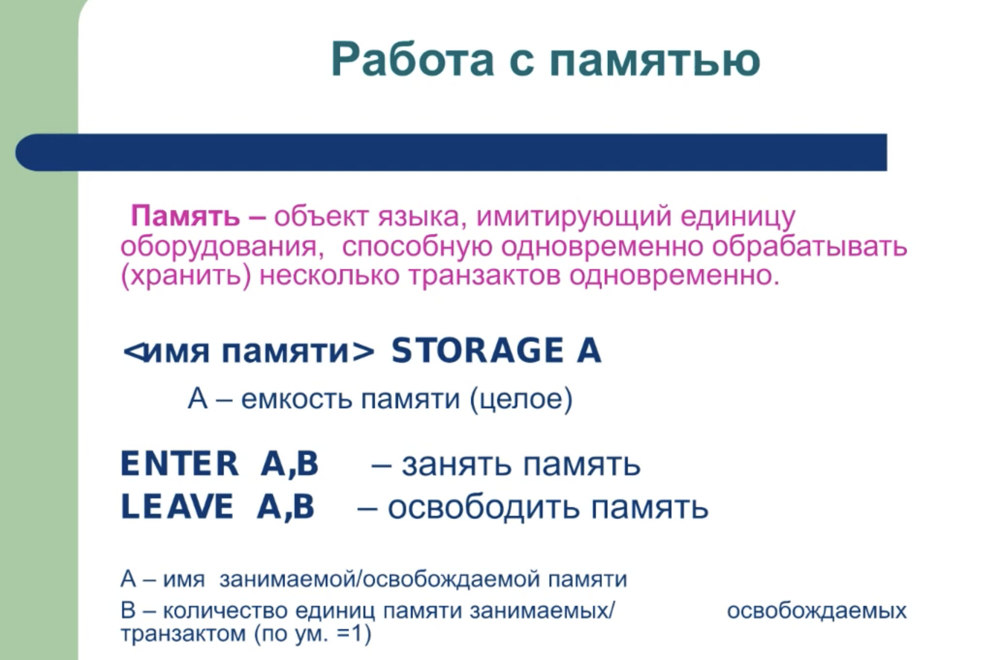 Работа с памятью
Память – объект языка, имитирующий единицу
оборудования, способную одновременно обрабатывать
(хранить) несколько транзактов одновременно.
<имя памяти> STORAGE A
А – емкость памяти (целое)
ENTER A,B – занять память
LEAVE A,B – освободить память
А – имя занимаемой/освобождаемой памяти
В – количество единиц памяти занимаемых/ освобождаемых
транзактом (по ум. =1)